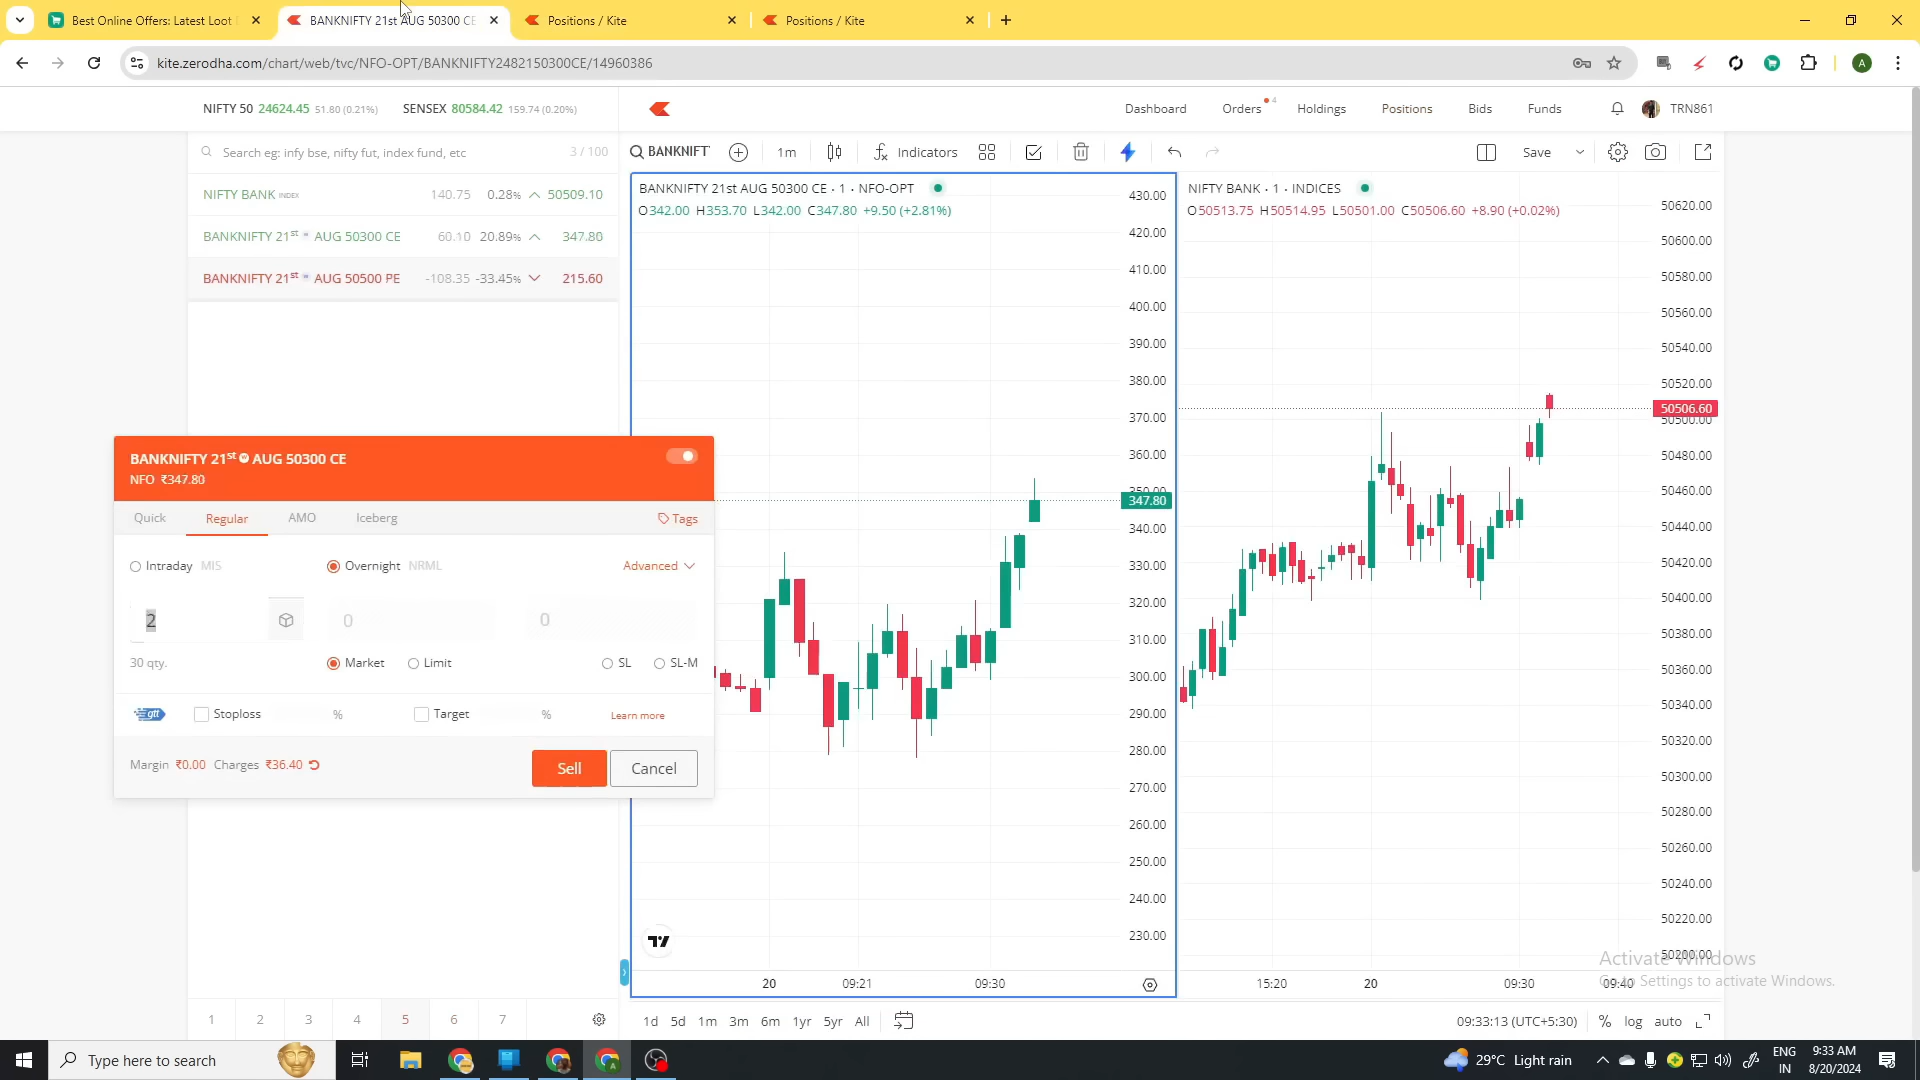 Best Online Offers: Latest Loot
BANKNIFTY 21st AUG 50300 CE
Positions / Kite
Positions / Kite
kite.zerodha.com/chart/web/tvc/NFO-OPT/BANKNIFTY2482150300CE/14960386
A
NIFTY 50 24624.45 51.80 (0.21%) SENSEX 80584.42 159.74 (0.20%)
Dashboard Orders 4 Holdings Positions Bids Funds TRN861
Search eg: infy bse, nifty fut, index fund, etc 3 / 100
BANKNIFT 1m Indicators Save
NIFTY BANK INDEX 140.75 0.28% 50509.10
BANKNIFTY 21st w AUG 50300 CE 60.10 20.89% 347.80
BANKNIFTY 21st w AUG 50500 PE -108.35 -33.45% 215.60
BANKNIFTY 21st AUG 50300 CE · 1 · NFO-OPT
O342.00 H353.70 L342.00 C347.80 +9.50 (+2.81%)
430.00
420.00
410.00
400.00
390.00
380.00
370.00
360.00
350.00
347.80
340.00
330.00
320.00
310.00
300.00
290.00
280.00
270.00
260.00
250.00
240.00
230.00
20 09:21 09:30
NIFTY BANK · 1 · INDICES
O50513.75 H50514.95 L50501.00 C50506.60 +8.90 (+0.02%)
50620.00
50600.00
50580.00
50560.00
50540.00
50520.00
50506.60
50500.00
50480.00
50460.00
50440.00
50420.00
50400.00
50380.00
50360.00
50340.00
50320.00
50300.00
50280.00
50260.00
50240.00
50220.00
50200.00
15:20 20 09:30 09:40
BANKNIFTY 21st w AUG 50300 CE
NFO ₹347.80
Quick Regular AMO Iceberg Tags
Intraday MIS Overnight NRML Advanced
2 0 0
30 qty. Market Limit SL SL-M
gtt Stoploss % Target % Learn more
Margin ₹0.00 Charges ₹36.40 Sell Cancel
Activate Windows
Go to Settings to activate Windows.
1 2 3 4 5 6 7
1d 5d 1m 3m 6m 1yr 5yr All 09:33:13 (UTC+5:30) % log auto
Type here to search
29°C Light rain
ENG
IN
9:33 AM
8/20/2024